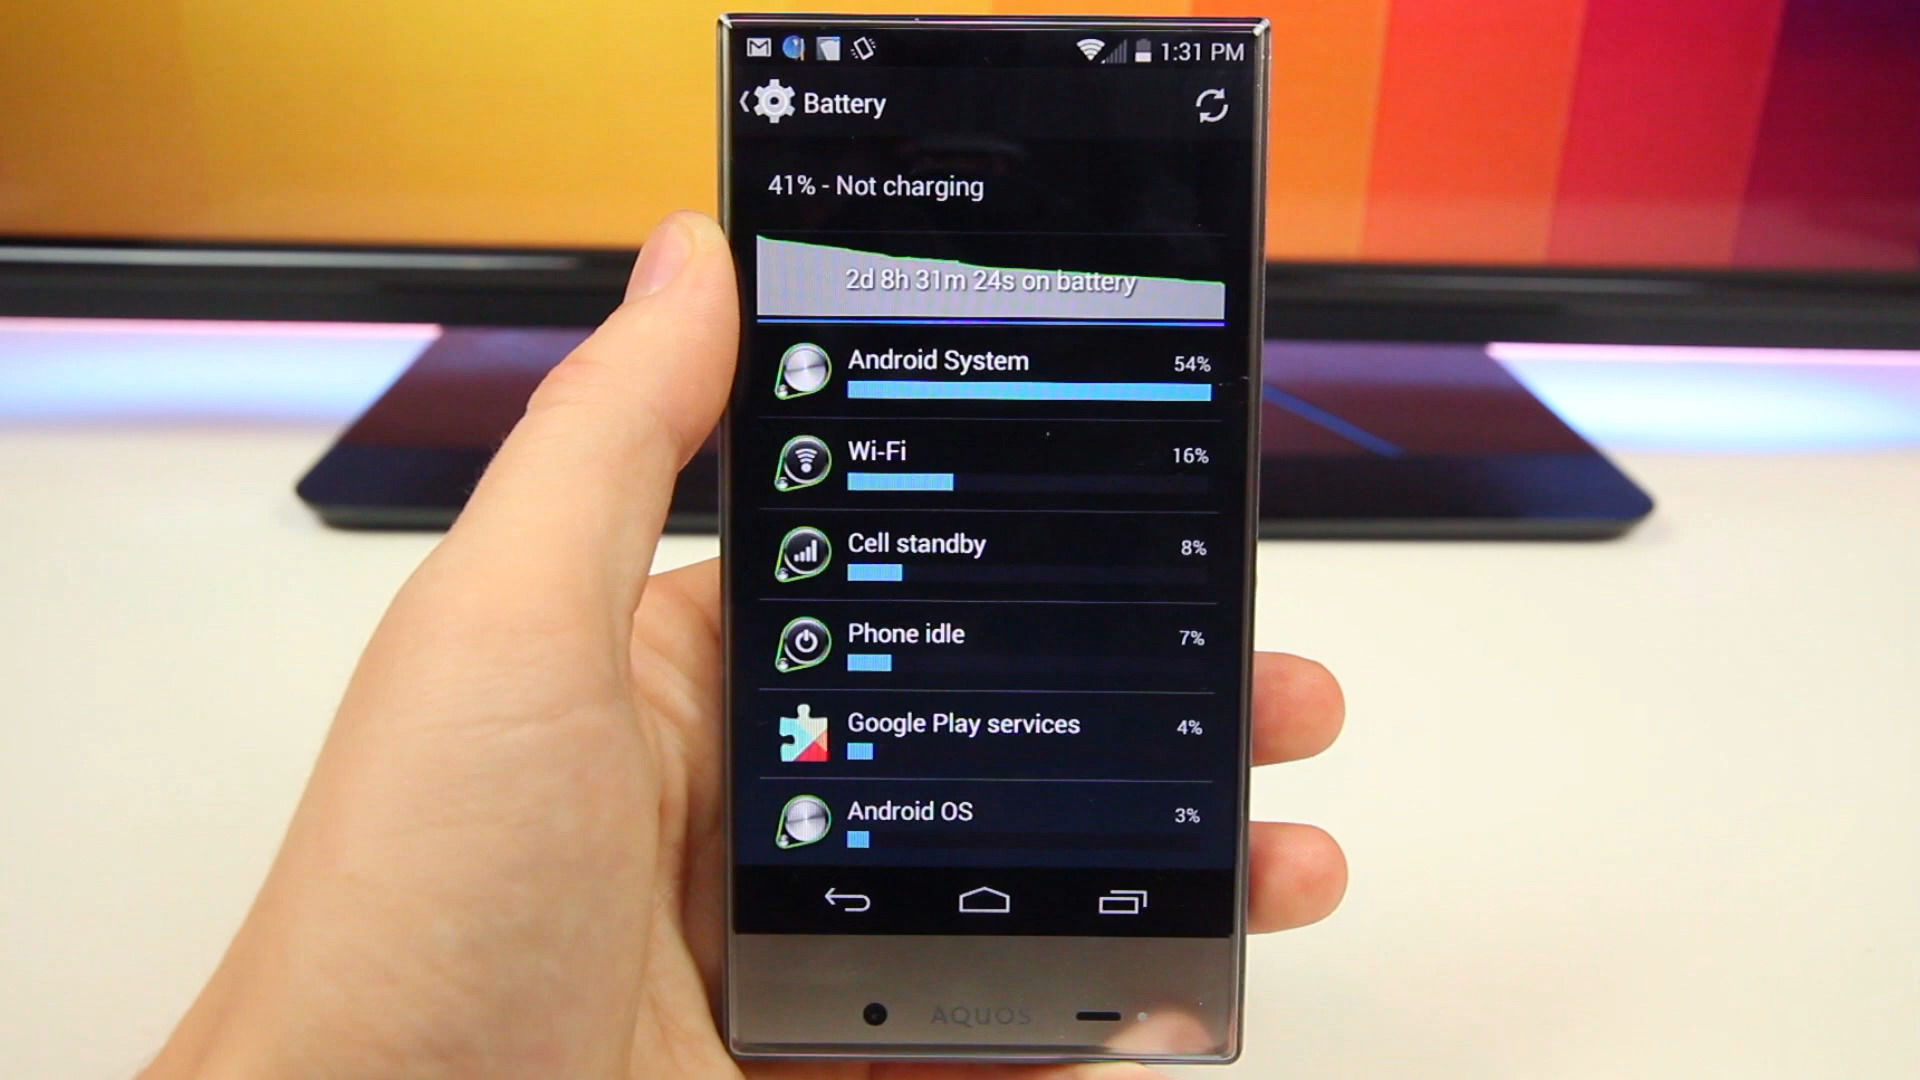 1:31 PM
Battery
41% - Not charging
2d 8h 31m 24s on battery
Android System 54%
Wi-Fi 16%
Cell standby 8%
Phone idle 7%
Google Play services 4%
Android OS 3%
AQUOS